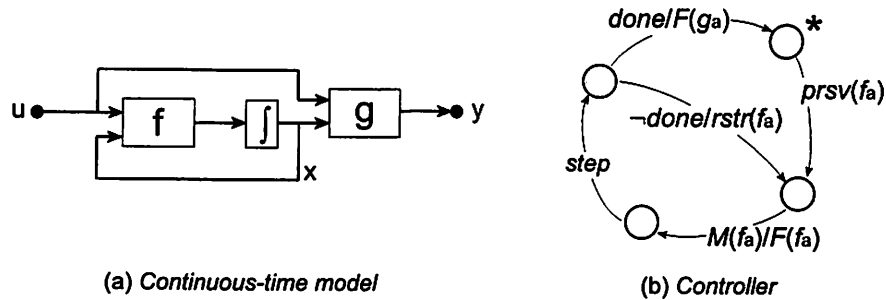 done/F(ga)
*
u
f
∫
g
y
x
prsv(fa)
¬done/rstr(fa)
step
M(fa)/F(fa)
(a) Continuous-time model
(b) Controller